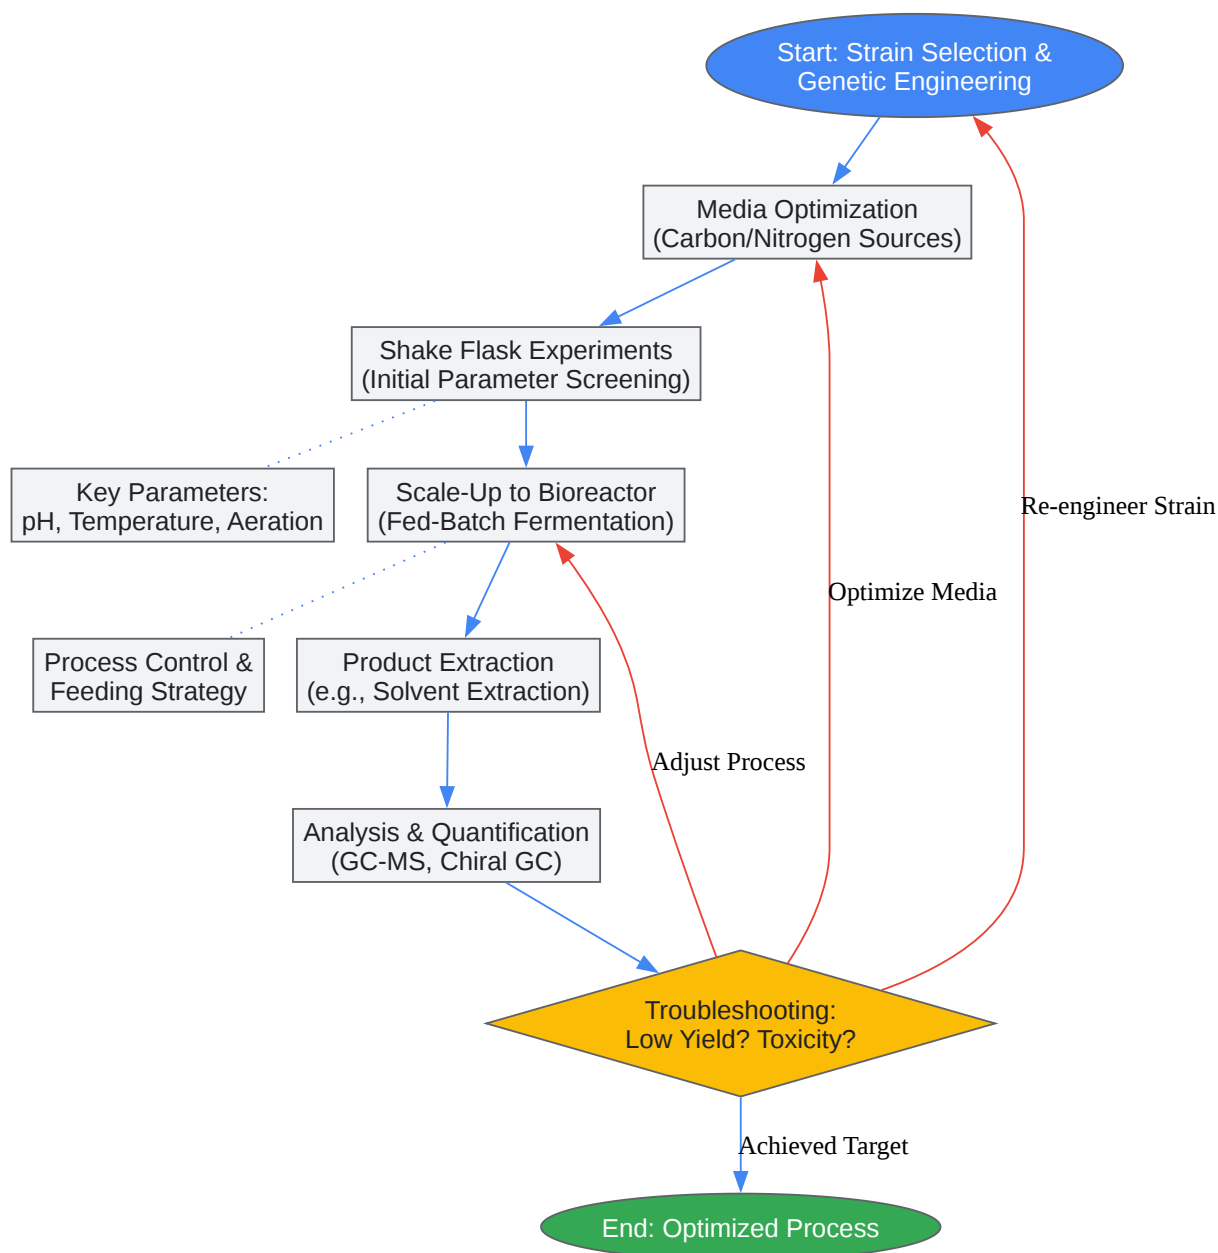 Start: Strain Selection &
Genetic Engineering
Media Optimization
(Carbon/Nitrogen Sources)
Shake Flask Experiments
(Initial Parameter Screening)
Key Parameters:
pH, Temperature, Aeration
Scale-Up to Bioreactor
(Fed-Batch Fermentation)
Re-engineer Strain
Optimize Media
Process Control &
Feeding Strategy
Product Extraction
(e.g., Solvent Extraction)
Adjust Process
Analysis & Quantification
(GC-MS, Chiral GC)
Troubleshooting:
Low Yield? Toxicity?
Achieved Target
End: Optimized Process